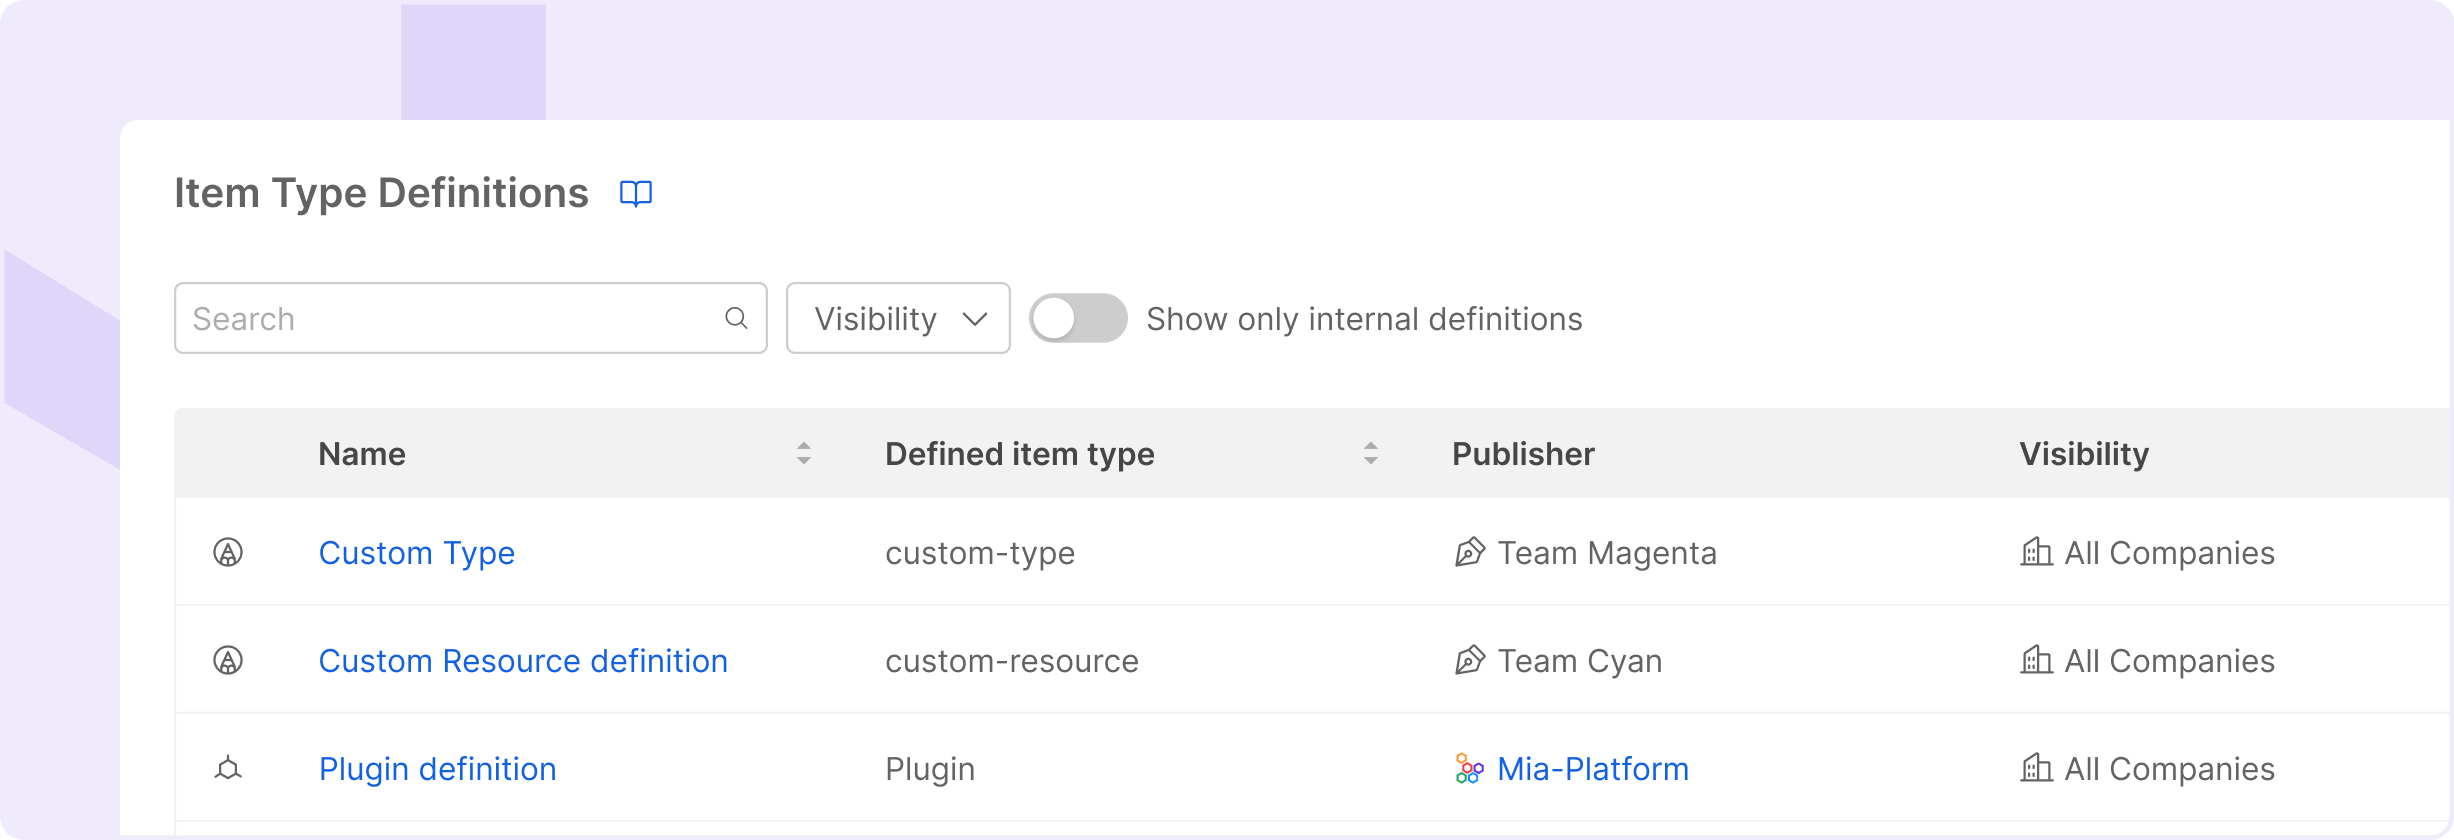 Item Type Definitions
Search
Visibility
Show only internal definitions
Name Defined item type Publisher Visibility
Custom Type custom-type Team Magenta All Companies
Custom Resource definition custom-resource Team Cyan All Companies
Plugin definition Plugin Mia-Platform All Companies